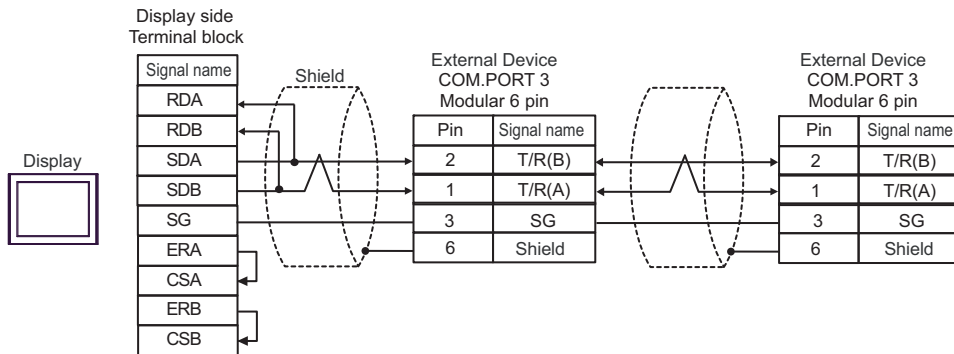 Display side
Terminal block
Signal name
RDA
RDB
SDA
SDB
SG
ERA
CSA
ERB
CSB
Display
Shield
External Device
COM.PORT 3
Modular 6 pin
Pin Signal name
2 T/R(B)
1 T/R(A)
3 SG
6 Shield
External Device
COM.PORT 3
Modular 6 pin
Pin Signal name
2 T/R(B)
1 T/R(A)
3 SG
6 Shield